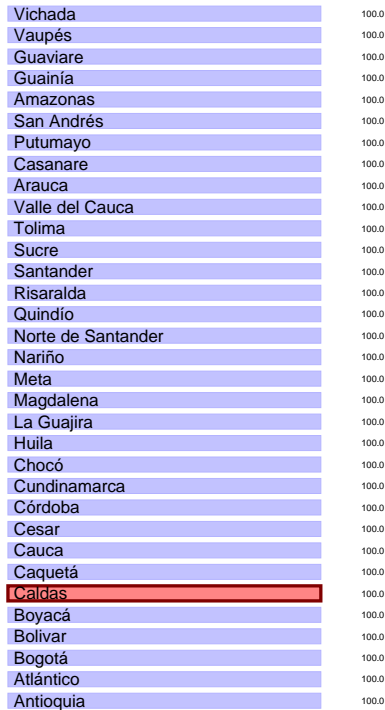 Vichada 100.0
Vaupés 100.0
Guaviare 100.0
Guainía 100.0
Amazonas 100.0
San Andrés 100.0
Putumayo 100.0
Casanare 100.0
Arauca 100.0
Valle del Cauca 100.0
Tolima 100.0
Sucre 100.0
Santander 100.0
Risaralda 100.0
Quindío 100.0
Norte de Santander 100.0
Nariño 100.0
Meta 100.0
Magdalena 100.0
La Guajira 100.0
Huila 100.0
Chocó 100.0
Cundinamarca 100.0
Córdoba 100.0
Cesar 100.0
Cauca 100.0
Caquetá 100.0
Caldas 100.0
Boyacá 100.0
Bolivar 100.0
Bogotá 100.0
Atlántico 100.0
Antioquia 100.0